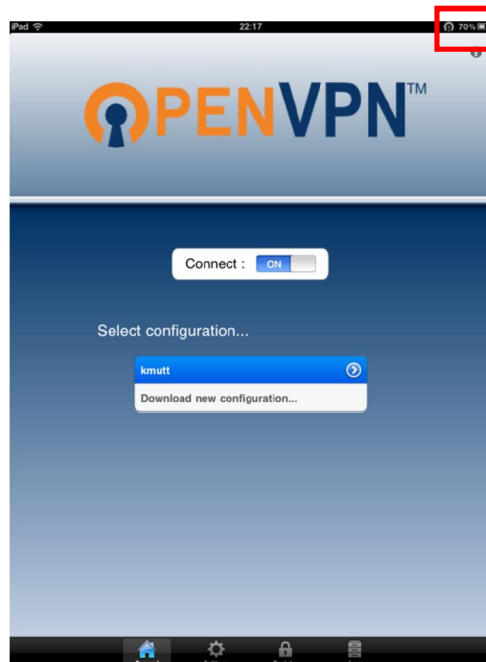 iPad 22:17 70%
OPENVPN™
Connect : ON
Select configuration...
kmutt
Download new configuration...